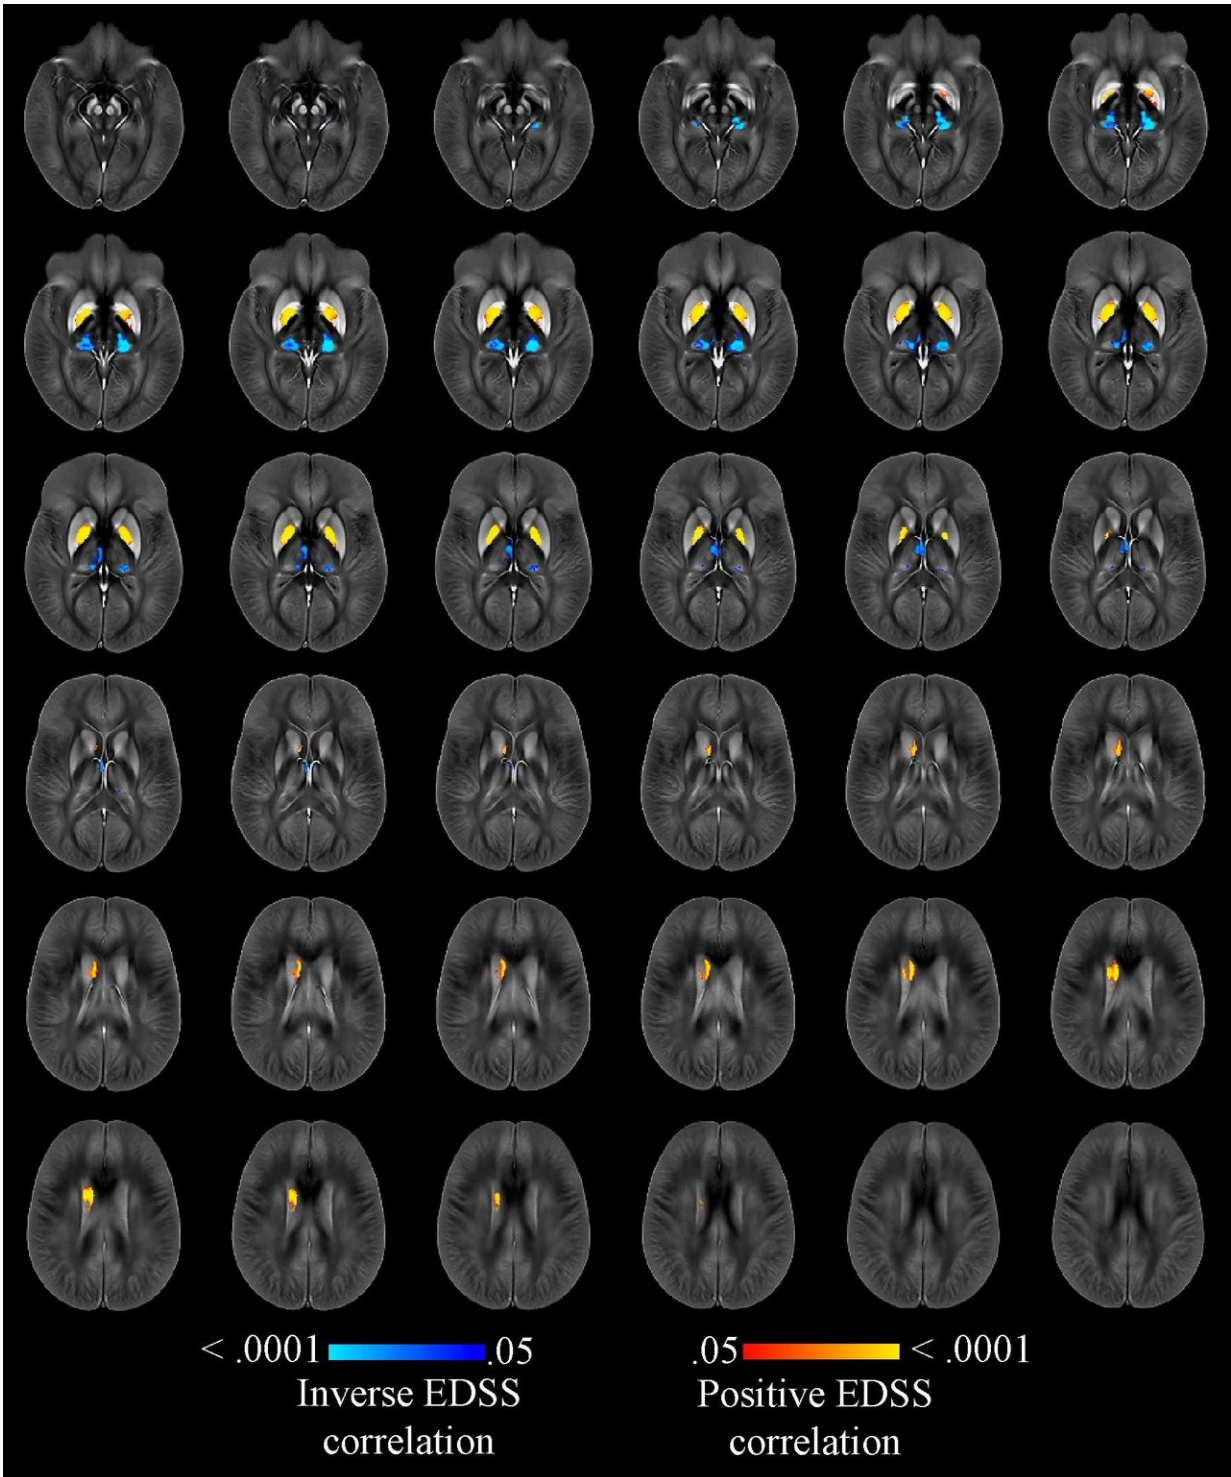 < .0001 .05 .05 < .0001
Inverse EDSS Positive EDSS
correlation correlation